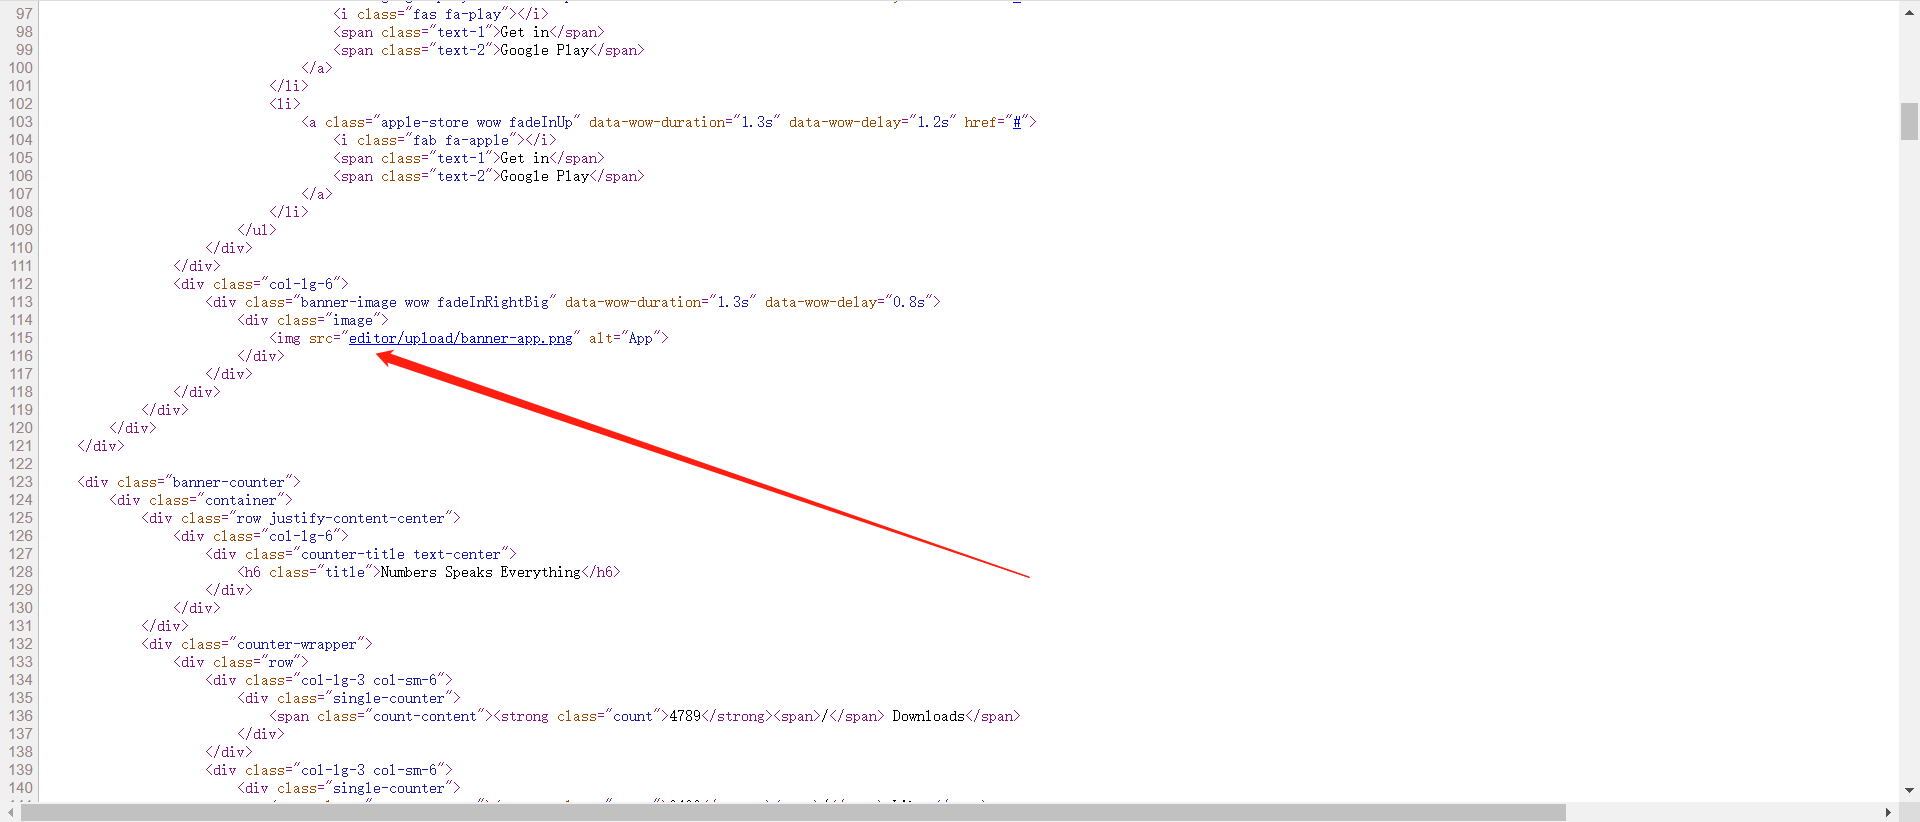 97 <i class="fas fa-play"></i>
98 <span class="text-1">Get in</span>
99 <span class="text-2">Google Play</span>
100 </a>
101 </li>
102 <li>
103 <a class="apple-store wow fadeInUp" data-wow-duration="1.3s" data-wow-delay="1.2s" href="#">
104 <i class="fab fa-apple"></i>
105 <span class="text-1">Get in</span>
106 <span class="text-2">Google Play</span>
107 </a>
108 </li>
109 </ul>
110 </div>
111 </div>
112 <div class="col-lg-6">
113 <div class="banner-image wow fadeInRightBig" data-wow-duration="1.3s" data-wow-delay="0.8s">
114 <div class="image">
115 <img src="editor/upload/banner-app.png" alt="App">
116 </div>
117 </div>
118 </div>
119 </div>
120 </div>
121 </div>
122
123 <div class="banner-counter">
124 <div class="container">
125 <div class="row justify-content-center">
126 <div class="col-lg-6">
127 <div class="counter-title text-center">
128 <h6 class="title">Numbers Speaks Everything</h6>
129 </div>
130 </div>
131 </div>
132 <div class="counter-wrapper">
133 <div class="row">
134 <div class="col-lg-3 col-sm-6">
135 <div class="single-counter">
136 <span class="count-content"><strong class="count">4789</strong><span>/</span> Downloads</span>
137 </div>
138 </div>
139 <div class="col-lg-3 col-sm-6">
140 <div class="single-counter">